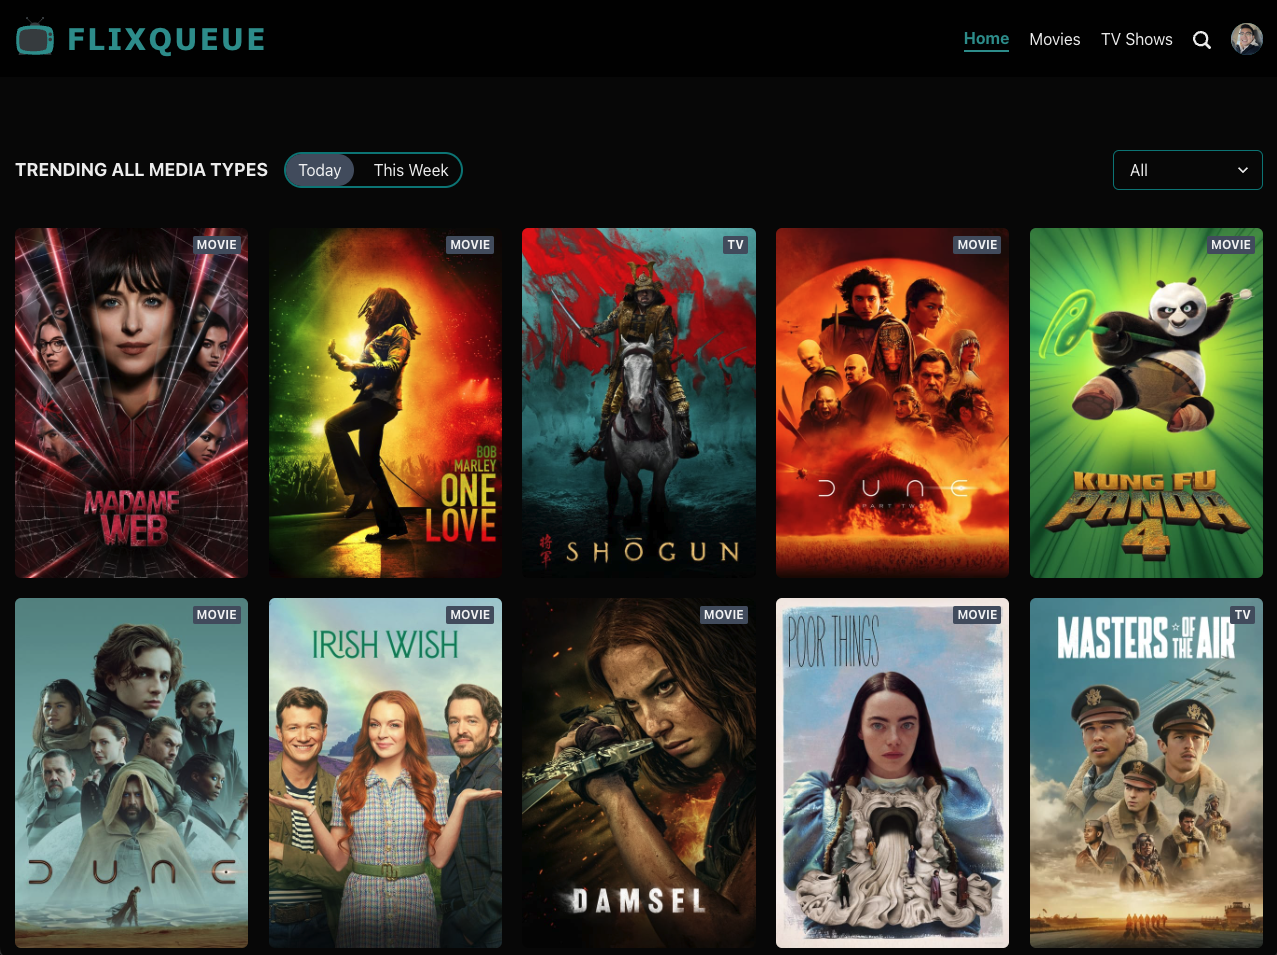 FLIXQUEUE
Home Movies TV Shows
TRENDING ALL MEDIA TYPES
Today This Week
All
MOVIE
MADAME
WEB
MOVIE
BOB
MARLEY
ONE
LOVE
TV
将軍
SHŌGUN
MOVIE
DUNE
PART TWO
MOVIE
KUNG FU
PANDA
4
MOVIE
DUNE
MOVIE
IRISH WISH
MOVIE
DAMSEL
MOVIE
POOR THINGS
TV
MASTERS OF THE AIR